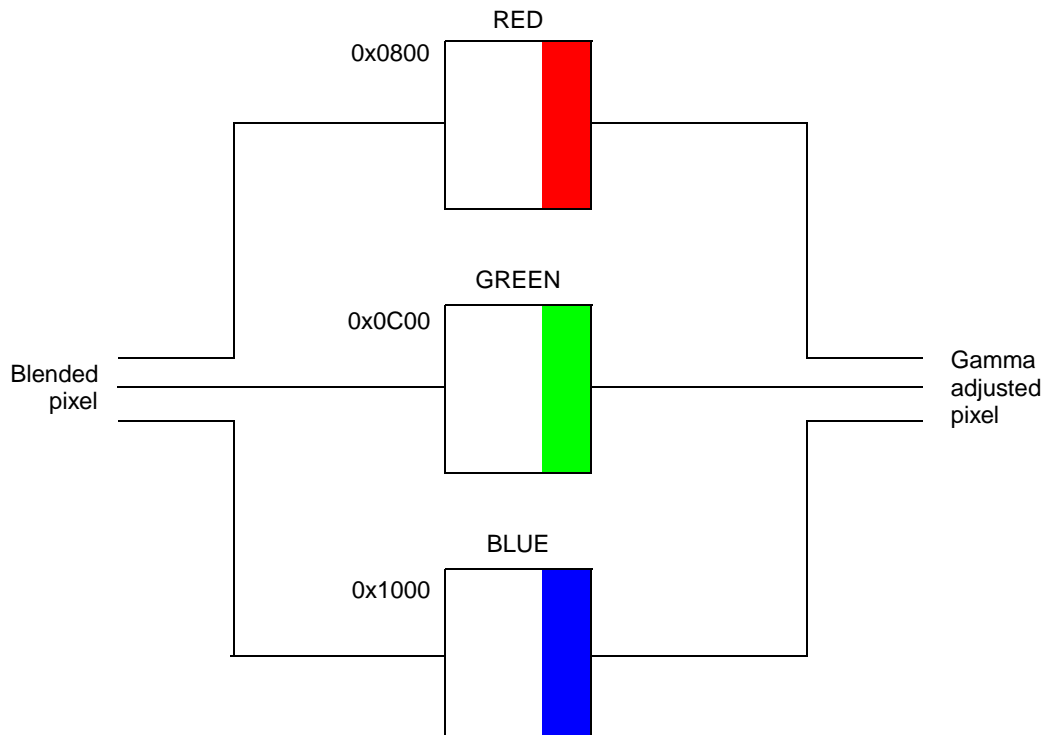 RED
0x0800
GREEN
0x0C00
Blended
pixel
Gamma
adjusted
pixel
BLUE
0x1000